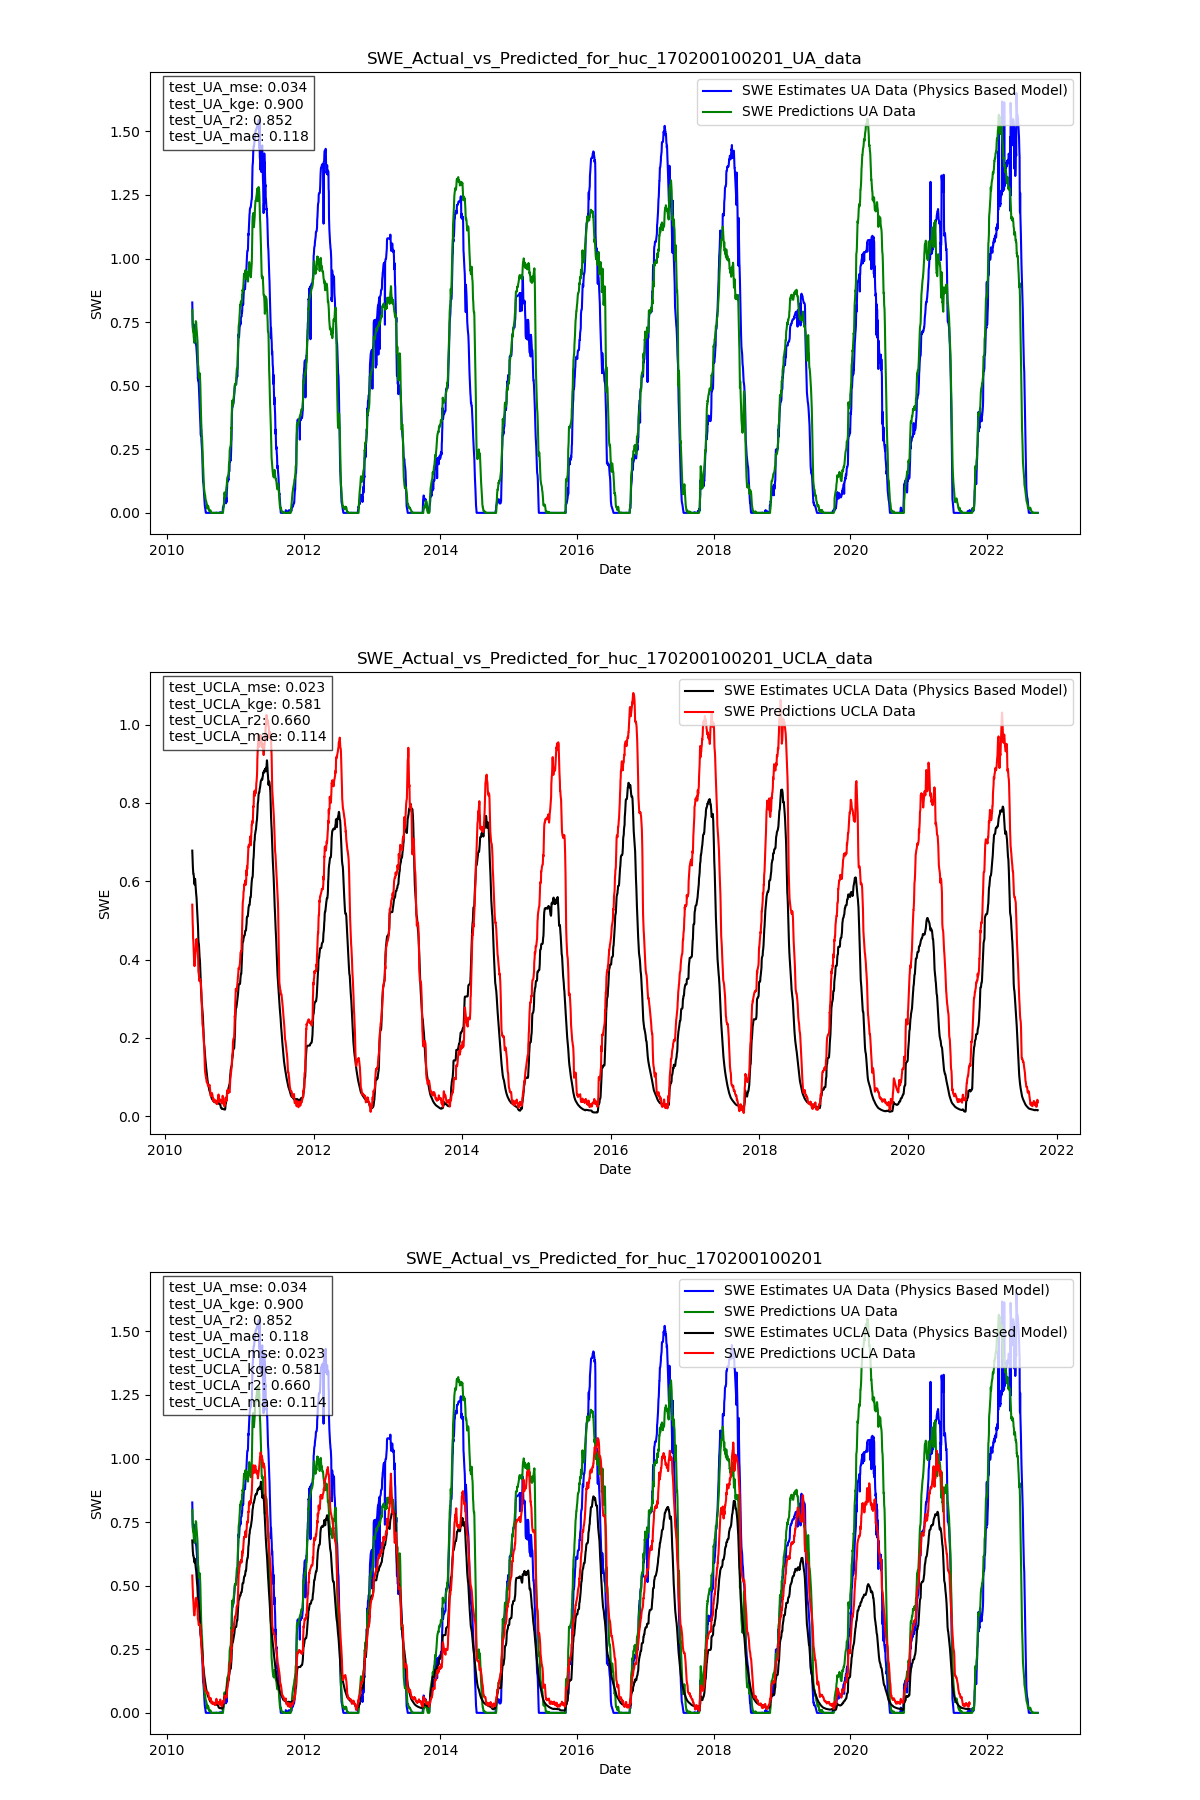 SWE_Actual_vs_Predicted_for_huc_170200100201_UA_data
test_UA_mse: 0.034
test_UA_kge: 0.900
test_UA_r2: 0.852
test_UA_mae: 0.118
SWE Estimates UA Data (Physics Based Model)
SWE Predictions UA Data
1.50
1.25
1.00
0.75
0.50
0.25
0.00
SWE
2010 2012 2014 2016 2018 2020 2022
Date
SWE_Actual_vs_Predicted_for_huc_170200100201_UCLA_data
test_UCLA_mse: 0.023
test_UCLA_kge: 0.581
test_UCLA_r2: 0.660
test_UCLA_mae: 0.114
SWE Estimates UCLA Data (Physics Based Model)
SWE Predictions UCLA Data
1.0
0.8
0.6
0.4
0.2
0.0
SWE
2010 2012 2014 2016 2018 2020 2022
Date
SWE_Actual_vs_Predicted_for_huc_170200100201
test_UA_mse: 0.034
test_UA_kge: 0.900
test_UA_r2: 0.852
test_UA_mae: 0.118
test_UCLA_mse: 0.023
test_UCLA_kge: 0.581
test_UCLA_r2: 0.660
test_UCLA_mae: 0.114
SWE Estimates UA Data (Physics Based Model)
SWE Predictions UA Data
SWE Estimates UCLA Data (Physics Based Model)
SWE Predictions UCLA Data
1.50
1.25
1.00
0.75
0.50
0.25
0.00
SWE
2010 2012 2014 2016 2018 2020 2022
Date